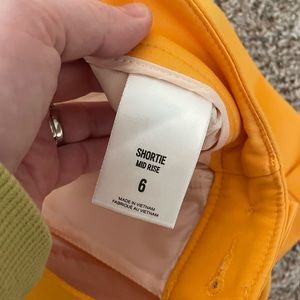 SHORTIE
MID RISE
6
MADE IN VIETNAM
FABRIQUÉ AU VIETNAM